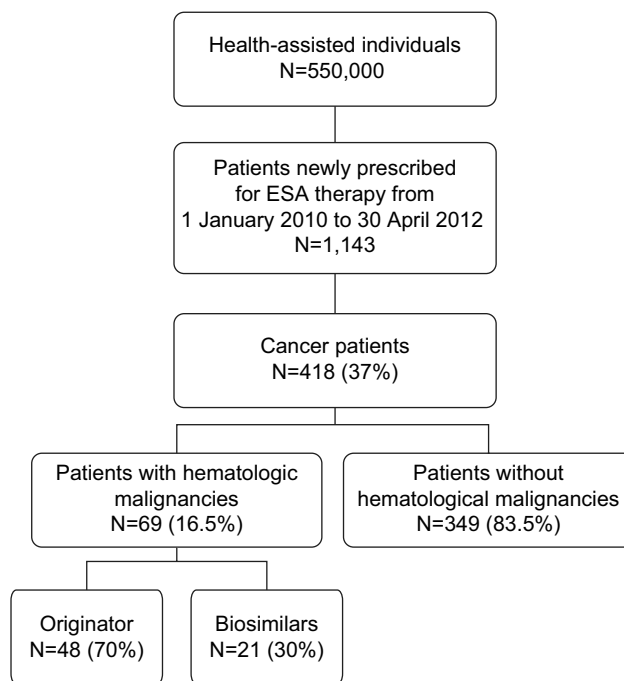 Health-assisted individuals
N=550,000
Patients newly prescribed
for ESA therapy from
1 January 2010 to 30 April 2012
N=1,143
Cancer patients
N=418 (37%)
Patients with hematologic
malignancies
N=69 (16.5%)
Patients without
hematological malignancies
N=349 (83.5%)
Originator
N=48 (70%)
Biosimilars
N=21 (30%)